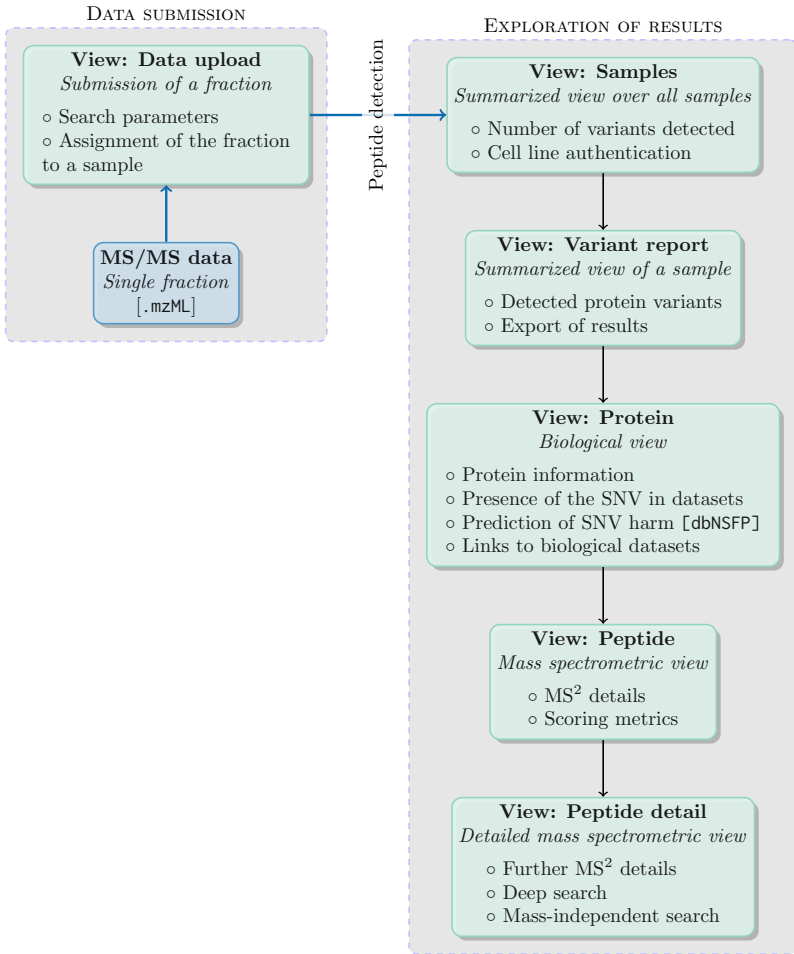 DATA SUBMISSION
View: Data upload
Submission of a fraction
○ Search parameters
○ Assignment of the fraction
to a sample
MS/MS data
Single fraction
[.mzML]
Peptide detection
EXPLORATION OF RESULTS
View: Samples
Summarized view over all samples
○ Number of variants detected
○ Cell line authentication
View: Variant report
Summarized view of a sample
○ Detected protein variants
○ Export of results
View: Protein
Biological view
○ Protein information
○ Presence of the SNV in datasets
○ Prediction of SNV harm [dbNSFP]
○ Links to biological datasets
View: Peptide
Mass spectrometric view
○ MS² details
○ Scoring metrics
View: Peptide detail
Detailed mass spectrometric view
○ Further MS² details
○ Deep search
○ Mass-independent search